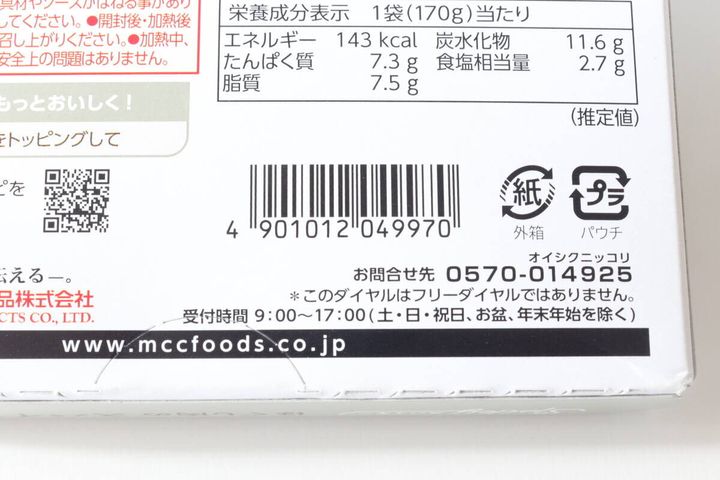 具材やソースがはねる事があり
してください。●開封後・加熱後
召し上がりください。●加熱中、
安全上の問題はありません。
もっとおいしく!
をトッピングして
ピを
伝える一。
品株式会社
CTS CO., LTD.
栄養成分表示 1袋(170g)当たり
エネルギー 143 kcal 炭水化物 11.6 g
たんぱく質 7.3 g 食塩相当量 2.7 g
脂質 7.5 g
(推定値)
4 901012 049970
紙
外箱
プラ
パウチ
オイシクニッコリ
お問合せ先 0570-014925
＊このダイヤルはフリーダイヤルではありません。
受付時間 9:00〜17:00(土・日・祝日、お盆、年末年始を除く)
www.mccfoods.co.jp